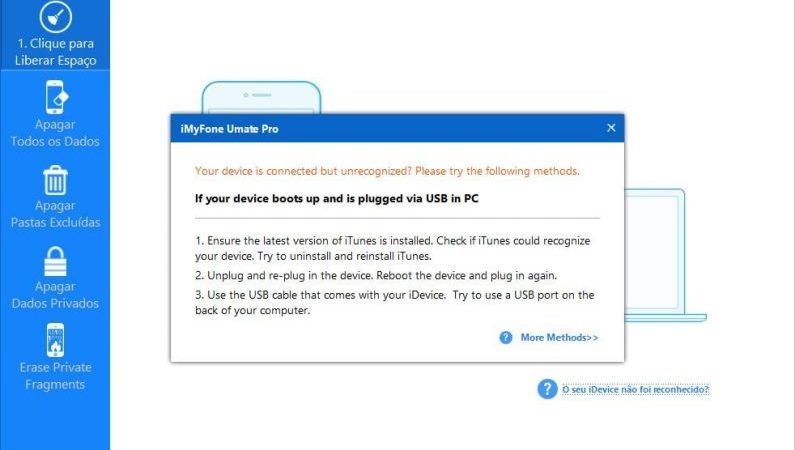 1. Clique para
Liberar Espaço
Apagar
Todos os Dados
Apagar
Pastas Excluídas
Apagar
Dados Privados
Erase Private
Fragments
iMyFone Umate Pro
Your device is connected but unrecognized? Please try the following methods.
If your device boots up and is plugged via USB in PC
1. Ensure the latest version of iTunes is installed. Check if iTunes could recognize
your device. Try to uninstall and reinstall iTunes.
2. Unplug and re-plug in the device. Reboot the device and plug in again.
3. Use the USB cable that comes with your iDevice. Try to use a USB port on the
back of your computer.
? More Methods>>
? O seu iDevice não foi reconhecido?